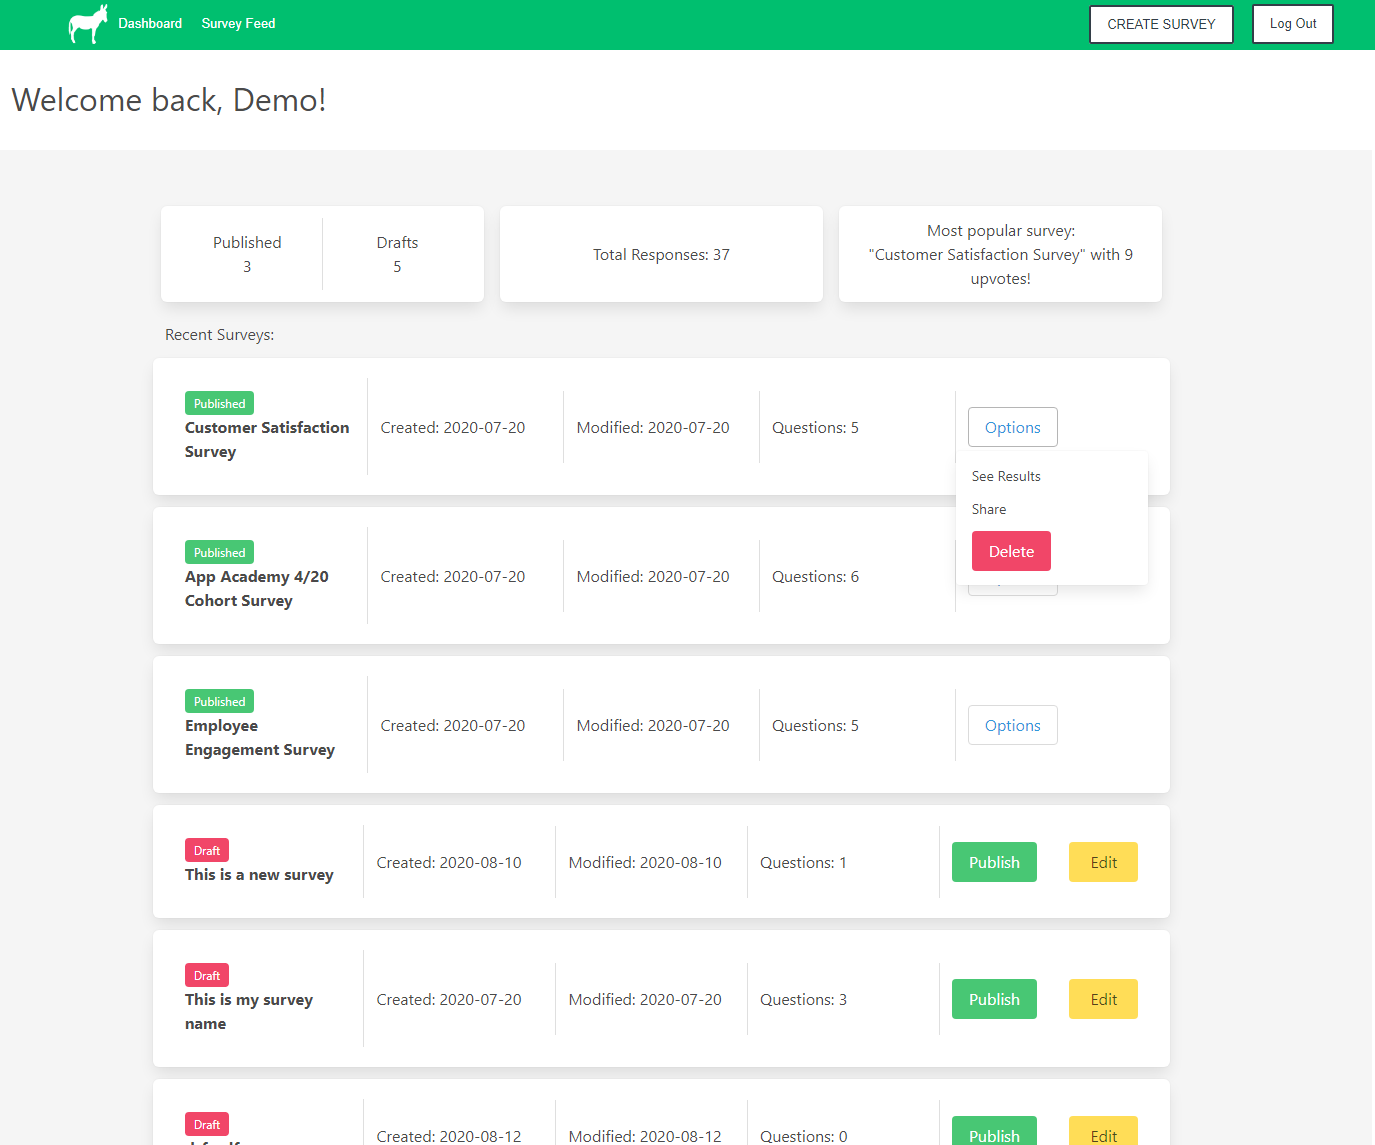 Dashboard Survey Feed CREATE SURVEY Log Out
Welcome back, Demo!
Published
3
Drafts
5
Total Responses: 37
Most popular survey:
"Customer Satisfaction Survey" with 9
upvotes!
Recent Surveys:
Published
Customer Satisfaction
Survey
Created: 2020-07-20
Modified: 2020-07-20
Questions: 5
Options
See Results
Share
Delete
Published
App Academy 4/20
Cohort Survey
Created: 2020-07-20
Modified: 2020-07-20
Questions: 6
Published
Employee
Engagement Survey
Created: 2020-07-20
Modified: 2020-07-20
Questions: 5
Options
Draft
This is a new survey
Created: 2020-08-10
Modified: 2020-08-10
Questions: 1
Publish
Edit
Draft
This is my survey
name
Created: 2020-07-20
Modified: 2020-07-20
Questions: 3
Publish
Edit
Draft
Created: 2020-08-12
Modified: 2020-08-12
Questions: 0
Publish
Edit